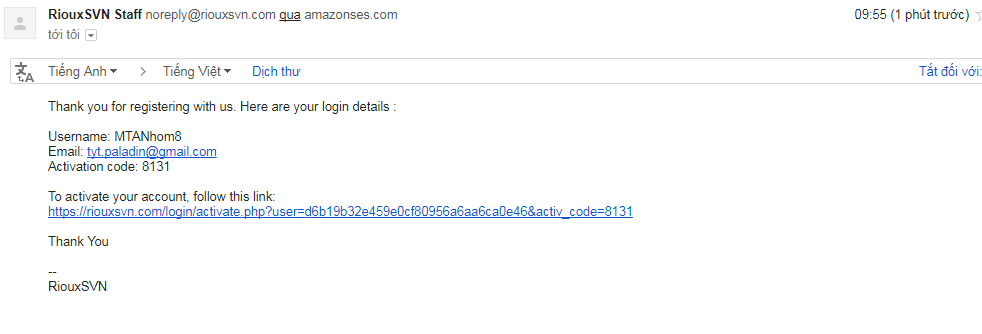 RiouxSVN Staff noreply@riouxsvn.com qua amazonses.com 09:55 (1 phút trước)
tới tôi
Tiếng Anh > Tiếng Việt Dịch thư Tắt đối với:
Thank you for registering with us. Here are your login details :
Username: MTANhom8
Email: tyt.paladin@gmail.com
Activation code: 8131
To activate your account, follow this link:
https://riouxsvn.com/login/activate.php?user=d6b19b32e459e0cf80956a6aa6ca0e46&activ_code=8131
Thank You
--
RiouxSVN